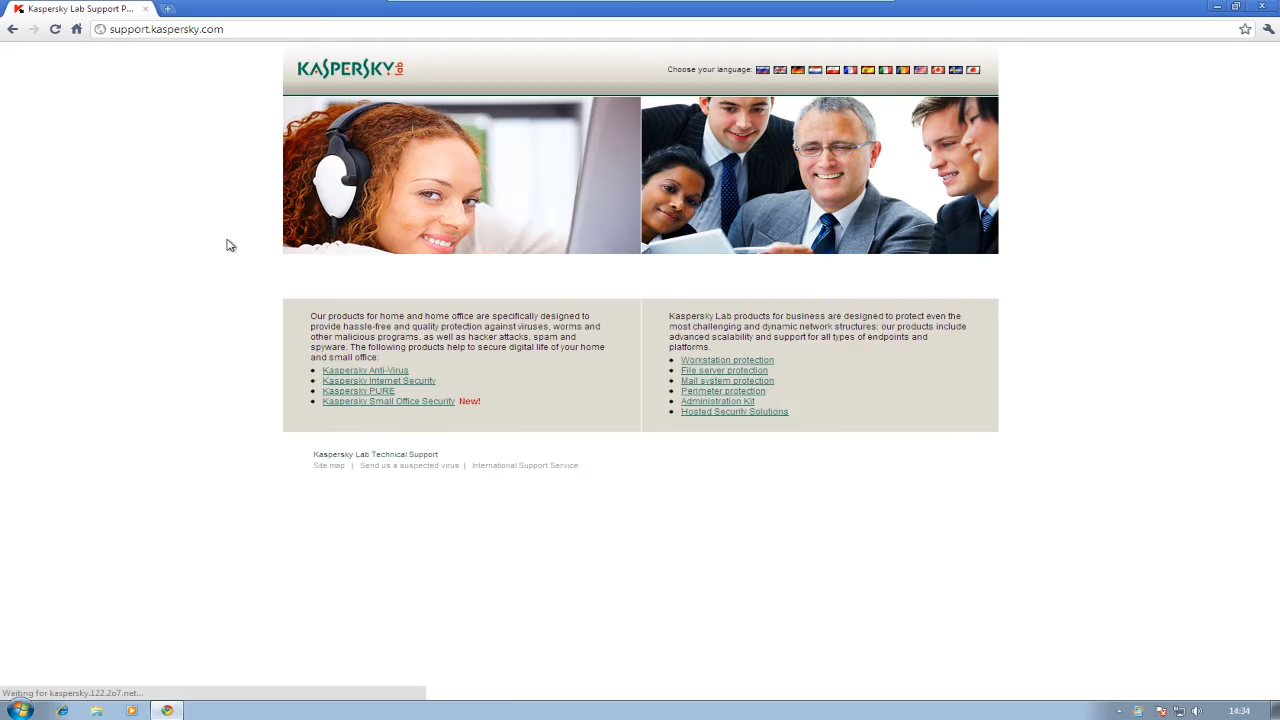 Kaspersky Lab Support P...
support.kaspersky.com
KASPERSKY lab
Choose your language:
Our products for home and home office are specifically designed to
provide hassle-free and quality protection against viruses, worms and
other malicious programs, as well as hacker attacks, spam and
spyware. The following products help to secure digital life of your home
and small office:
Kaspersky Anti-Virus
Kaspersky Internet Security
Kaspersky PURE
Kaspersky Small Office Security New!
Kaspersky Lab products for business are designed to protect even the
most challenging and dynamic network structures: our products include
advanced scalability and support for all types of endpoints and
platforms.
Workstation protection
File server protection
Mail system protection
Perimeter protection
Administration Kit
Hosted Security Solutions
Kaspersky Lab Technical Support
Site map | Send us a suspected virus | International Support Service
Waiting for kaspersky.122.2o7.net...
14:34